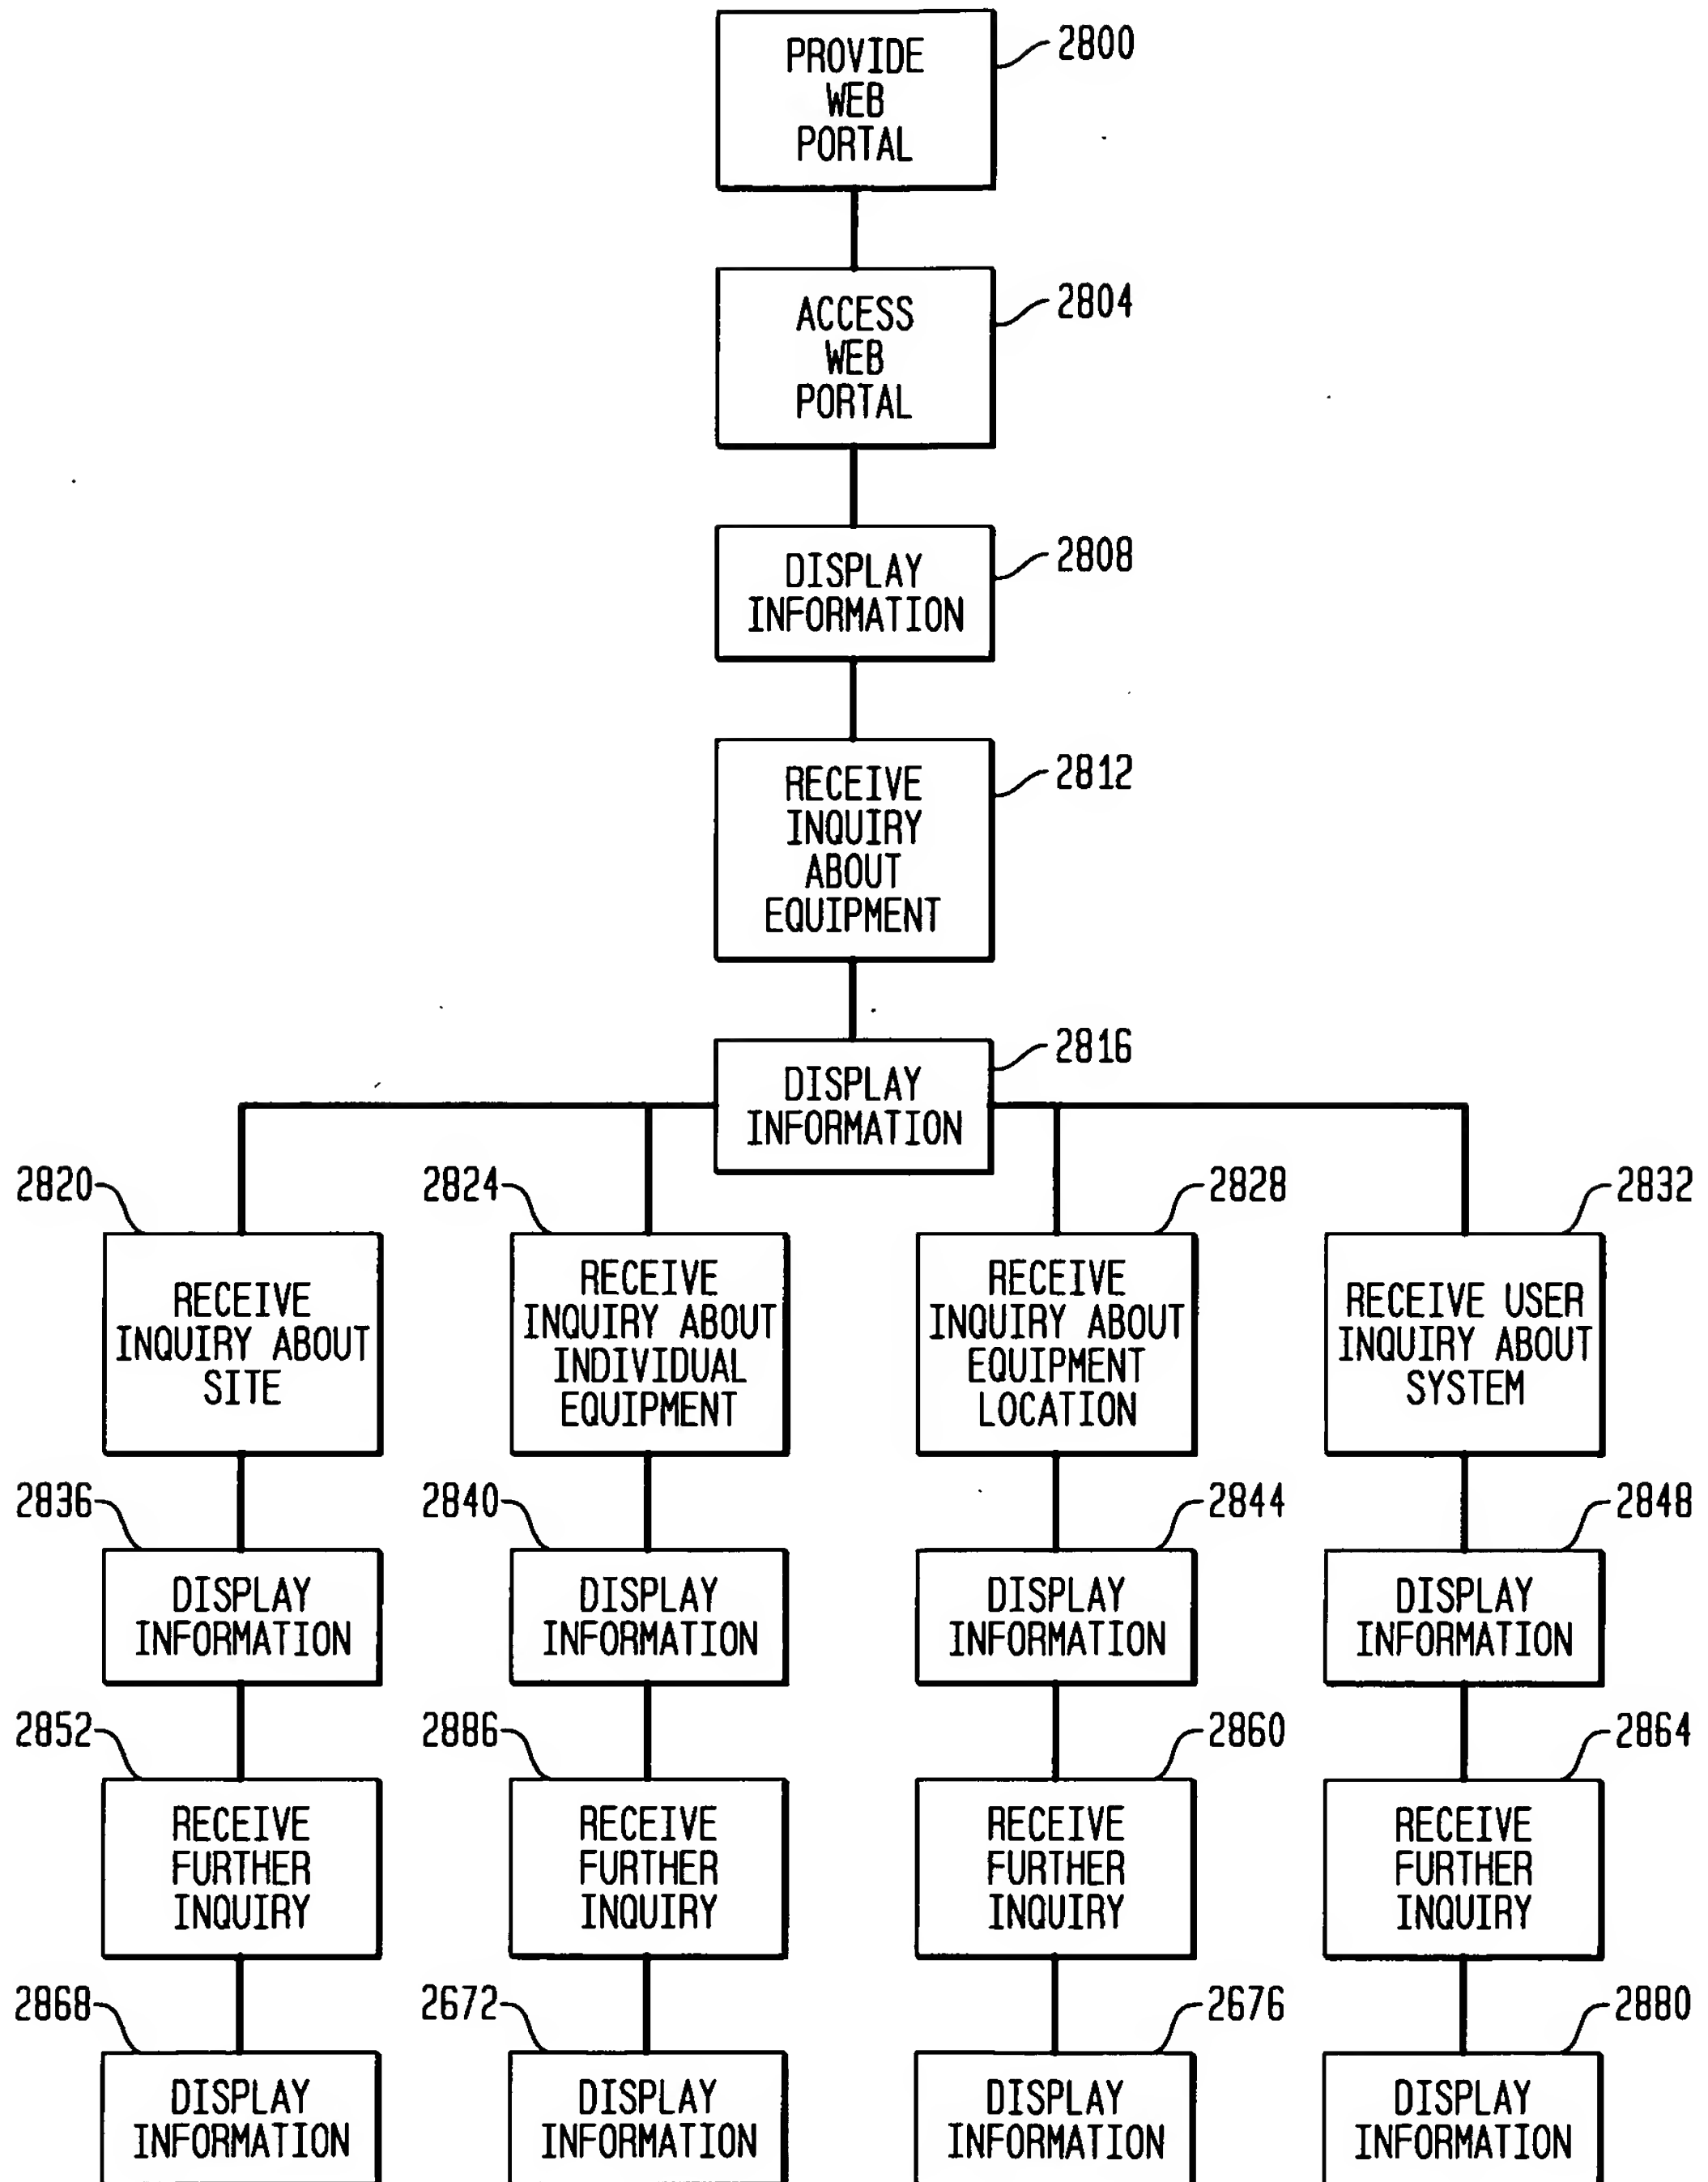 PROVIDE
WEB
PORTAL
2800
ACCESS
WEB
PORTAL
2804
DISPLAY
INFORMATION
2808
RECEIVE
INQUIRY
ABOUT
EQUIPMENT
2812
DISPLAY
INFORMATION
2816
2820
RECEIVE
INQUIRY ABOUT
SITE
2824
RECEIVE
INQUIRY ABOUT
INDIVIDUAL
EQUIPMENT
2828
RECEIVE
INQUIRY ABOUT
EQUIPMENT
LOCATION
2832
RECEIVE USER
INQUIRY ABOUT
SYSTEM
2836
DISPLAY
INFORMATION
2840
DISPLAY
INFORMATION
2844
DISPLAY
INFORMATION
2848
DISPLAY
INFORMATION
2852
RECEIVE
FURTHER
INQUIRY
2886
RECEIVE
FURTHER
INQUIRY
2860
RECEIVE
FURTHER
INQUIRY
2864
RECEIVE
FURTHER
INQUIRY
2868
DISPLAY
INFORMATION
2672
DISPLAY
INFORMATION
2676
DISPLAY
INFORMATION
2880
DISPLAY
INFORMATION